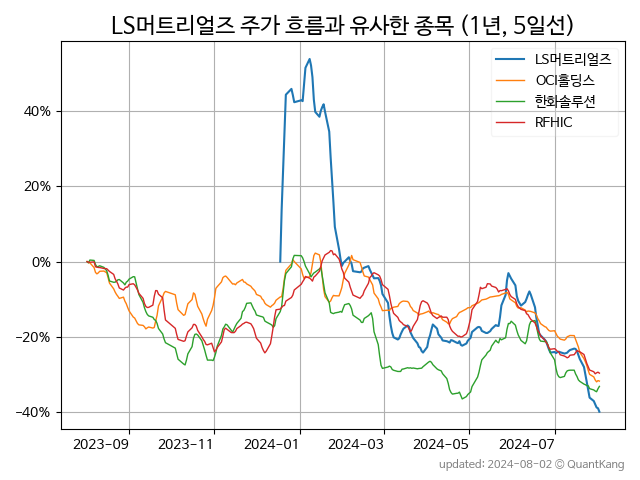 LS머트리얼즈 주가 흐름과 유사한 종목 (1년, 5일선)
LS머트리얼즈
OCI홀딩스
한화솔루션
RFHIC
40%
20%
0%
−20%
−40%
2023-09 2023-11 2024-01 2024-03 2024-05 2024-07
updated: 2024-08-02 © QuantKang